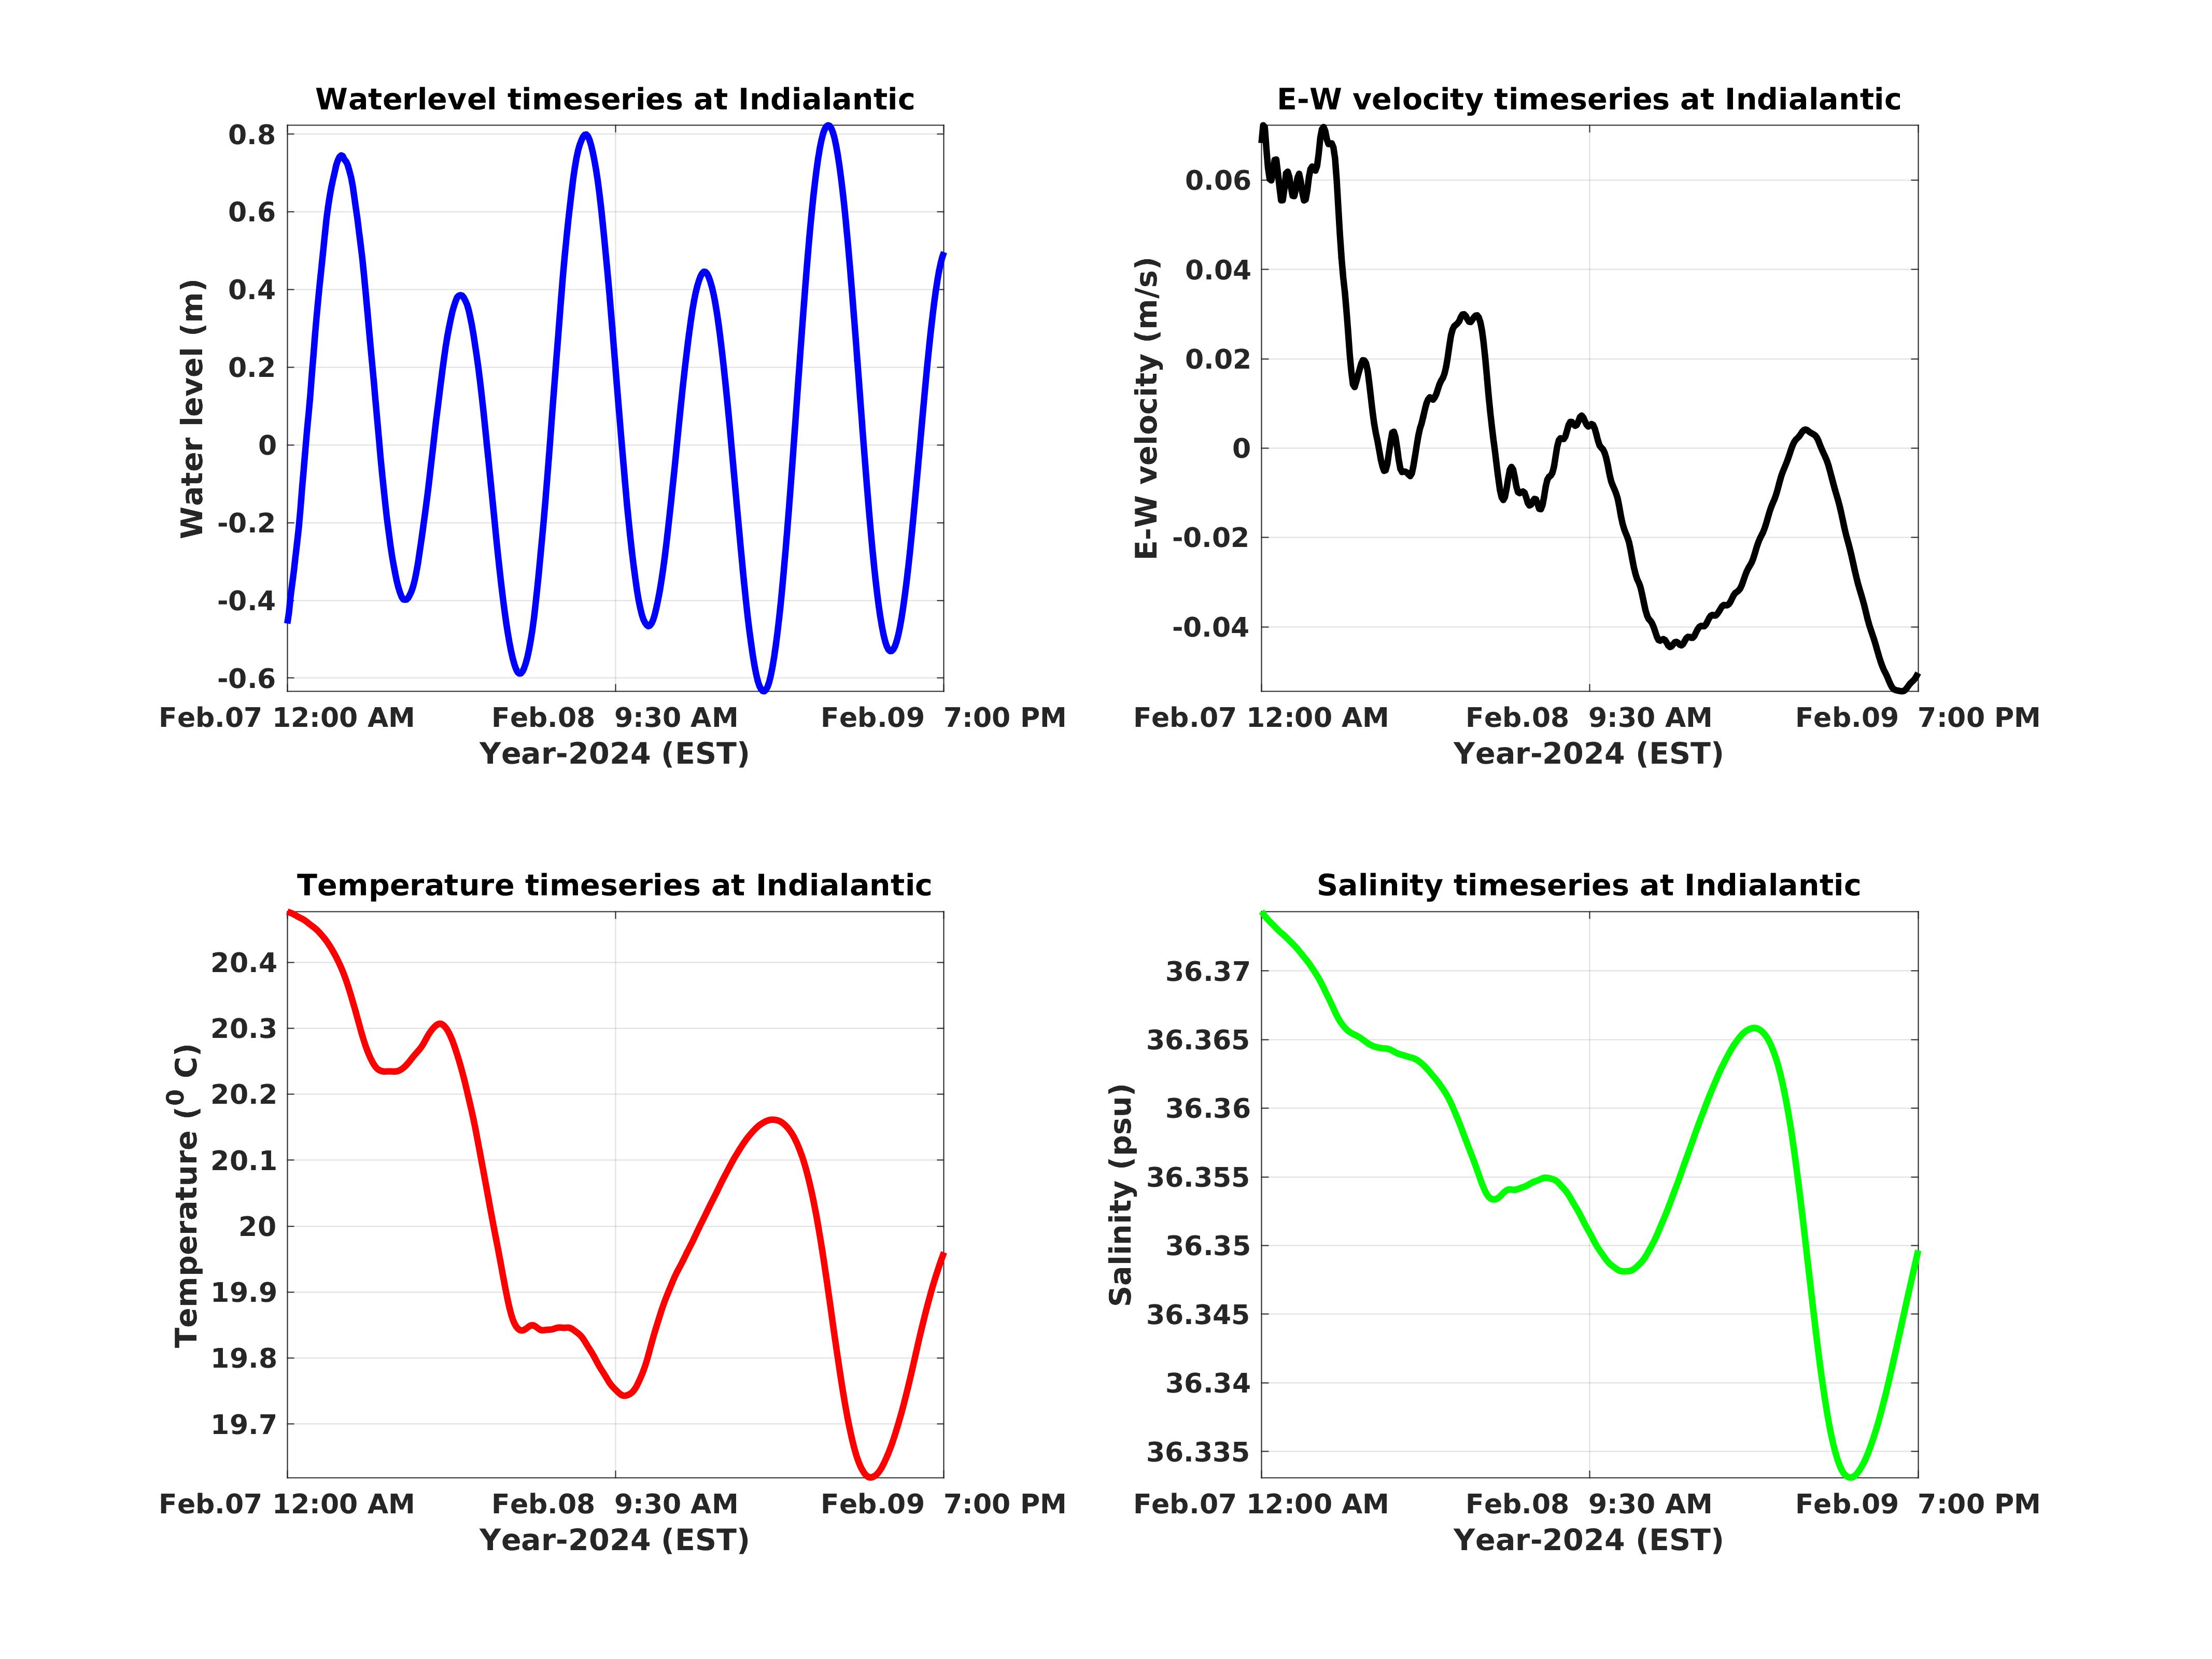 Waterlevel timeseries at Indialantic
0.8
0.6
0.4
0.2
0
-0.2
-0.4
-0.6
Water level (m)
Feb.07 12:00 AM
Feb.08 9:30 AM
Feb.09 7:00 PM
Year-2024 (EST)
E-W velocity timeseries at Indialantic
0.06
0.04
0.02
0
-0.02
-0.04
E-W velocity (m/s)
Feb.07 12:00 AM
Feb.08 9:30 AM
Feb.09 7:00 PM
Year-2024 (EST)
Temperature timeseries at Indialantic
20.4
20.3
20.2
20.1
20
19.9
19.8
19.7
Temperature (⁰ C)
Feb.07 12:00 AM
Feb.08 9:30 AM
Feb.09 7:00 PM
Year-2024 (EST)
Salinity timeseries at Indialantic
36.37
36.365
36.36
36.355
36.35
36.345
36.34
36.335
Salinity (psu)
Feb.07 12:00 AM
Feb.08 9:30 AM
Feb.09 7:00 PM
Year-2024 (EST)